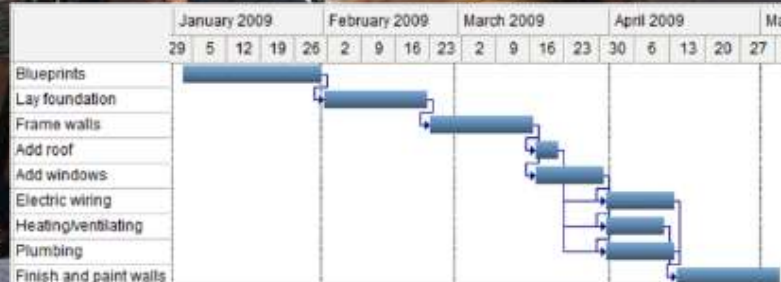 January 2009 February 2009 March 2009 April 2009 Ma
29 5 12 19 26 2 9 16 23 2 9 16 23 30 6 13 20 27
Blueprints
Lay foundation
Frame walls
Add roof
Add windows
Electric wiring
Heating/ventilating
Plumbing
Finish and paint walls